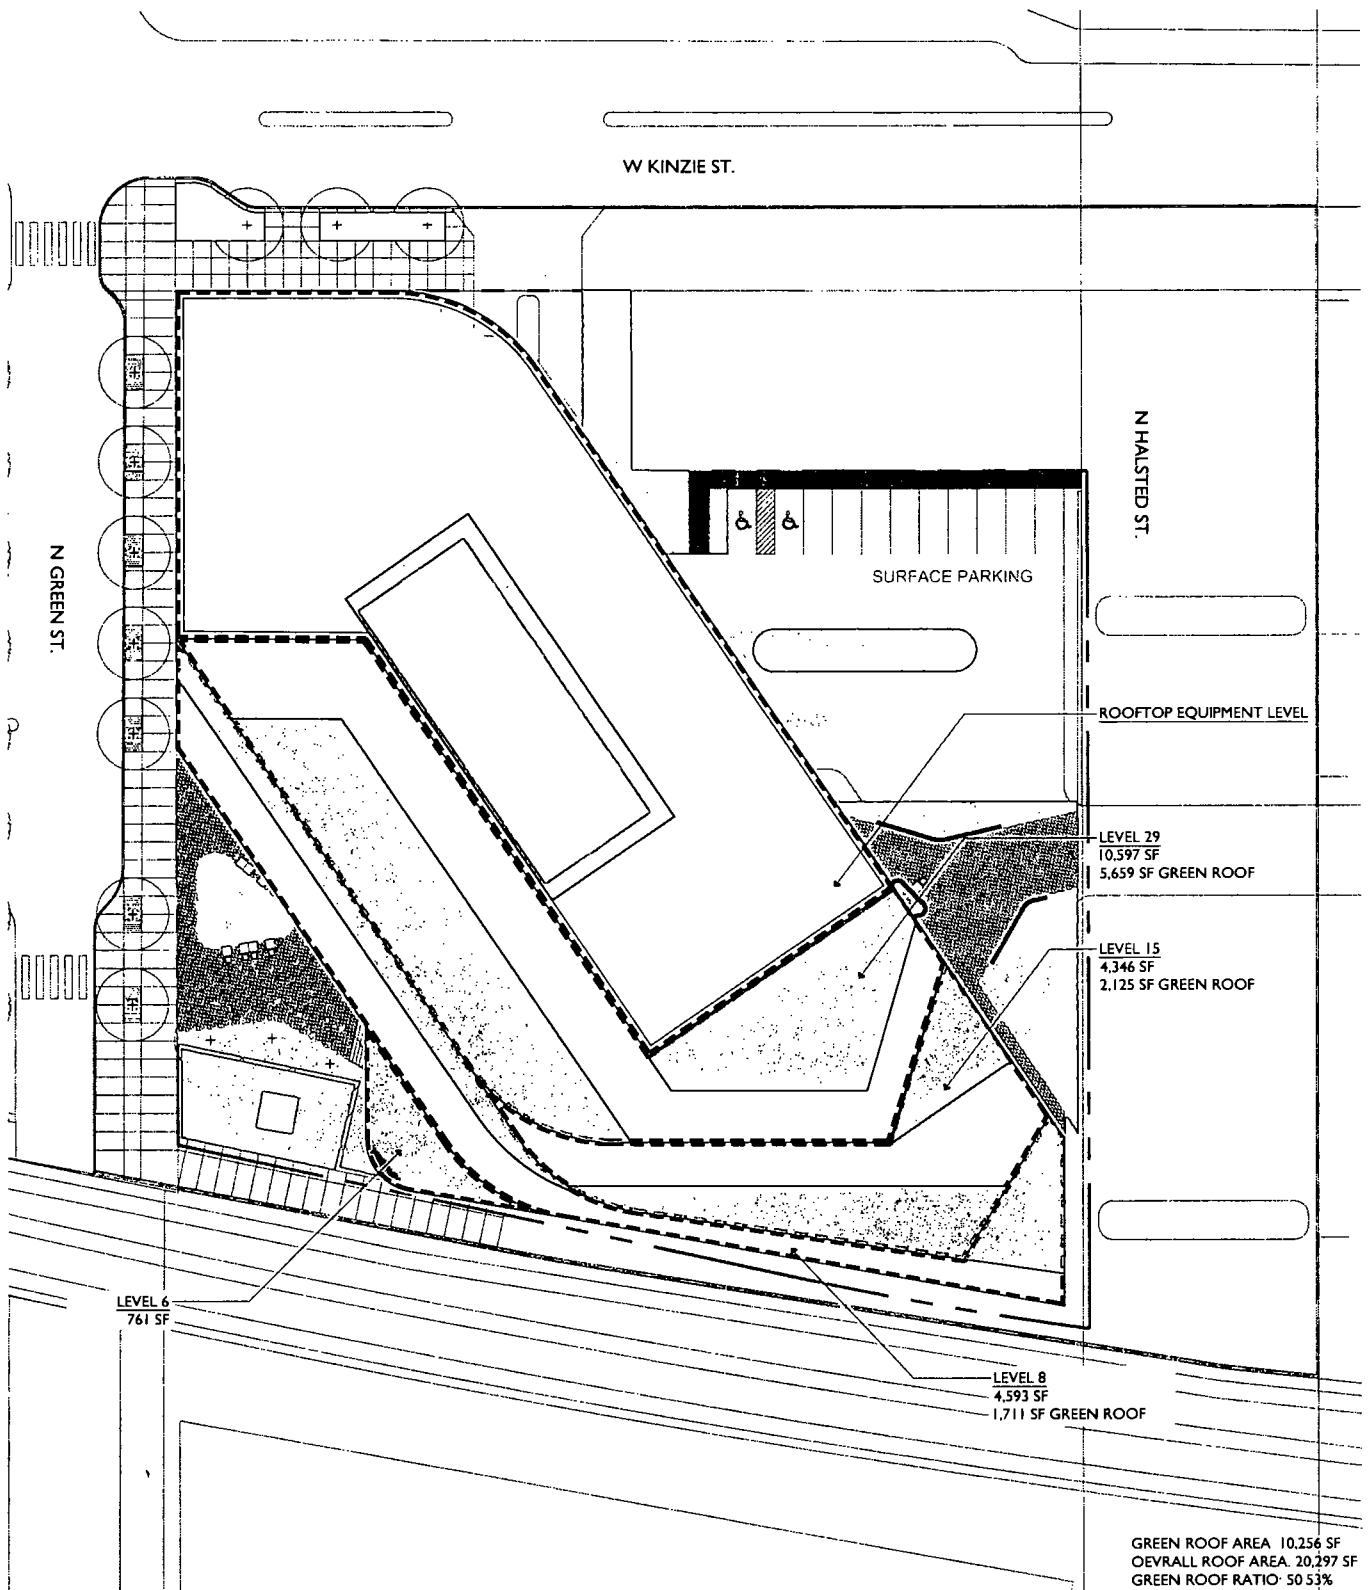 W KINZIE ST.
N HALSTED ST.
N GREEN ST.
SURFACE PARKING
ROOFTOP EQUIPMENT LEVEL
LEVEL 29
10,597 SF
5,659 SF GREEN ROOF
LEVEL 15
4,346 SF
2,125 SF GREEN ROOF
LEVEL 6
761 SF
LEVEL 8
4,593 SF
1,711 SF GREEN ROOF
GREEN ROOF AREA 10,256 SF
OEVRALL ROOF AREA. 20,297 SF
GREEN ROOF RATIO· 50 53%